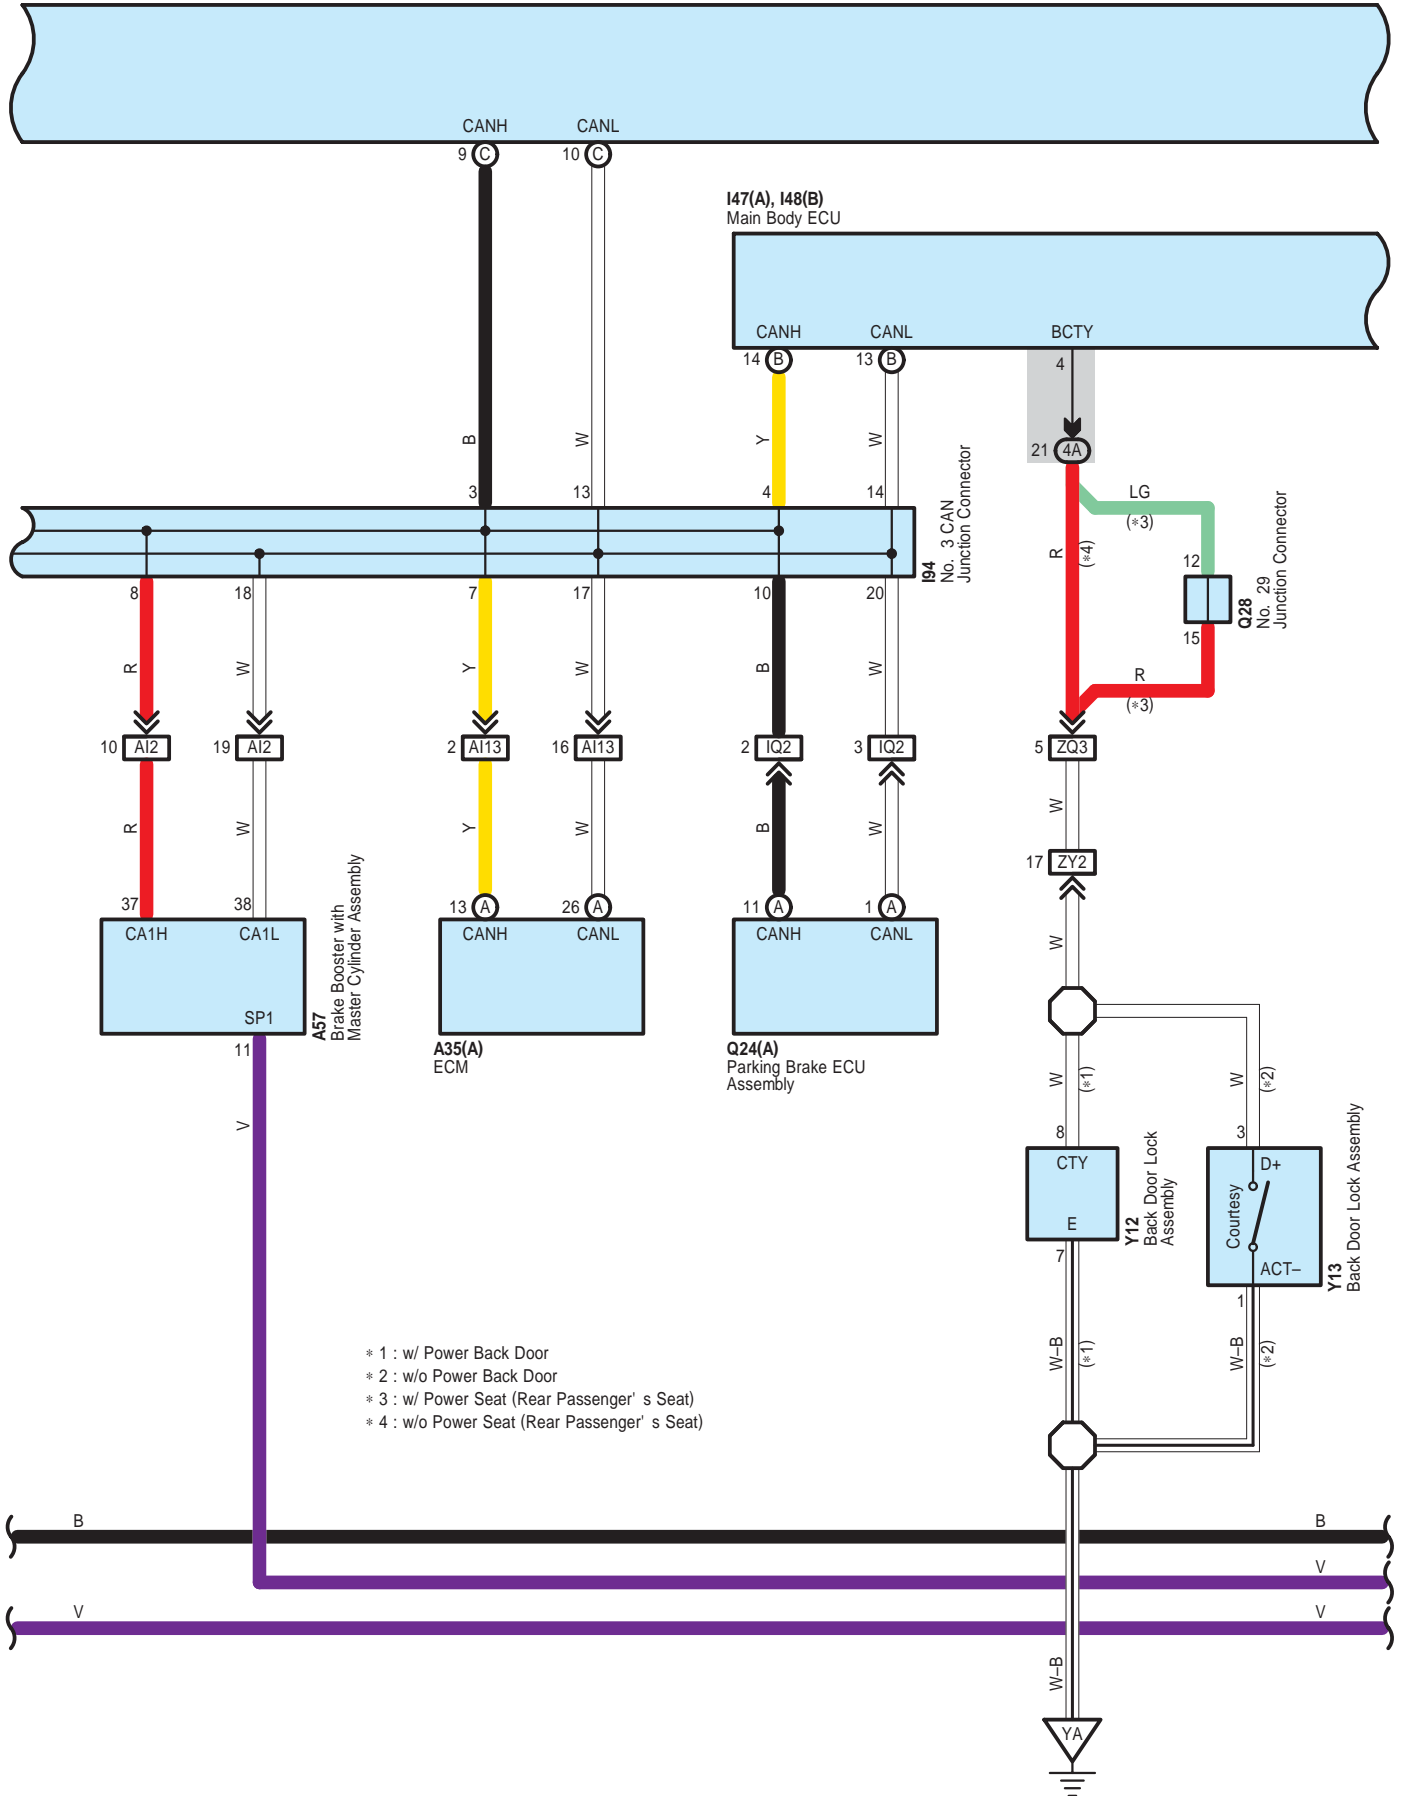 CANH CANL
9 C 10 C
I47(A), I48(B)
Main Body ECU
CANH CANL BCTY
14 B 13 B 4
21 4A
B W Y W
3 13 4 14
LG
(*3)
R
(*4)
12
15
Q28
No. 29
Junction Connector
R
(*3)
I94
No. 3 CAN
Junction Connector
8 18 7 17 10 20
R W Y W B W
10 AI2 19 AI2 2 AI13 16 AI13 2 IQ2 3 IQ2 5 ZQ3
R W Y W B W W
17 ZY2
W
37 38 13 A 26 A 11 A 1 A
CA1H CA1L CANH CANL CANH CANL
SP1
11
A57
Brake Booster with
Master Cylinder Assembly
A35(A)
ECM
Q24(A)
Parking Brake ECU
Assembly
V
W
(*1)
W
(*2)
8
CTY
E
7
Y12
Back Door Lock
Assembly
3
D+
Courtesy
ACT–
1
Y13
Back Door Lock Assembly
W–B
(*1)
W–B
(*2)
* 1 : w/ Power Back Door
* 2 : w/o Power Back Door
* 3 : w/ Power Seat (Rear Passenger' s Seat)
* 4 : w/o Power Seat (Rear Passenger' s Seat)
B B
V
V V
W–B
YA